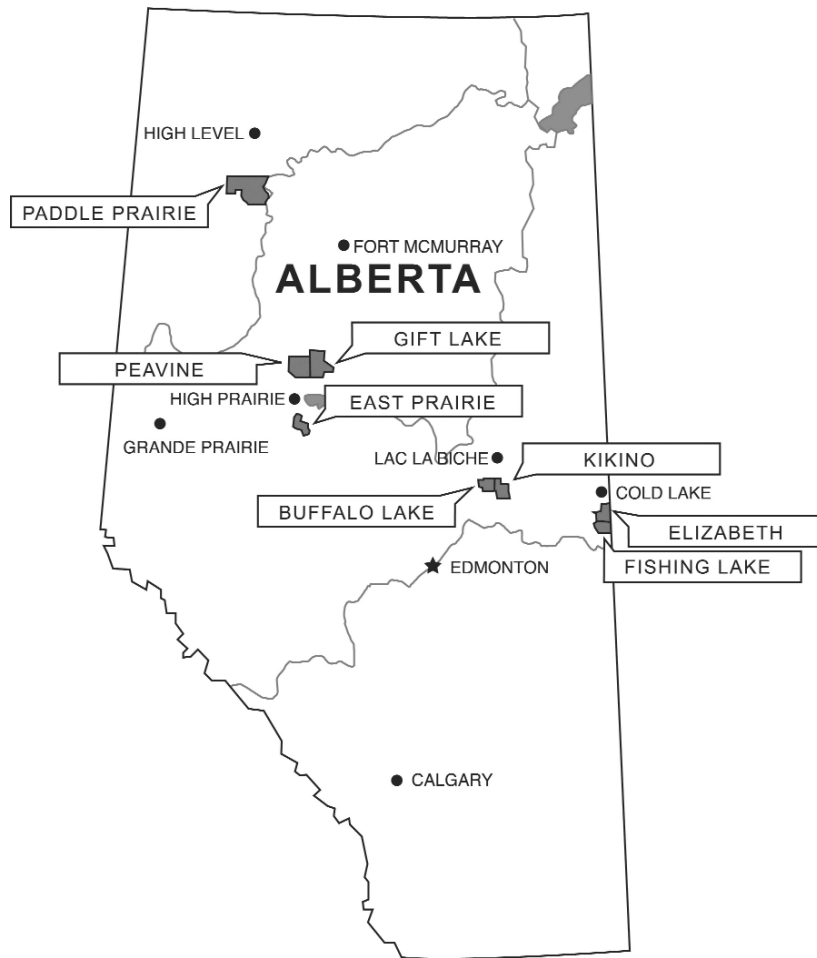 HIGH LEVEL
PADDLE PRAIRIE
FORT MCMURRAY
ALBERTA
GIFT LAKE
PEAVINE
HIGH PRAIRIE
EAST PRAIRIE
GRANDE PRAIRIE
LAC LA BICHE
KIKINO
COLD LAKE
BUFFALO LAKE
ELIZABETH
FISHING LAKE
EDMONTON
CALGARY